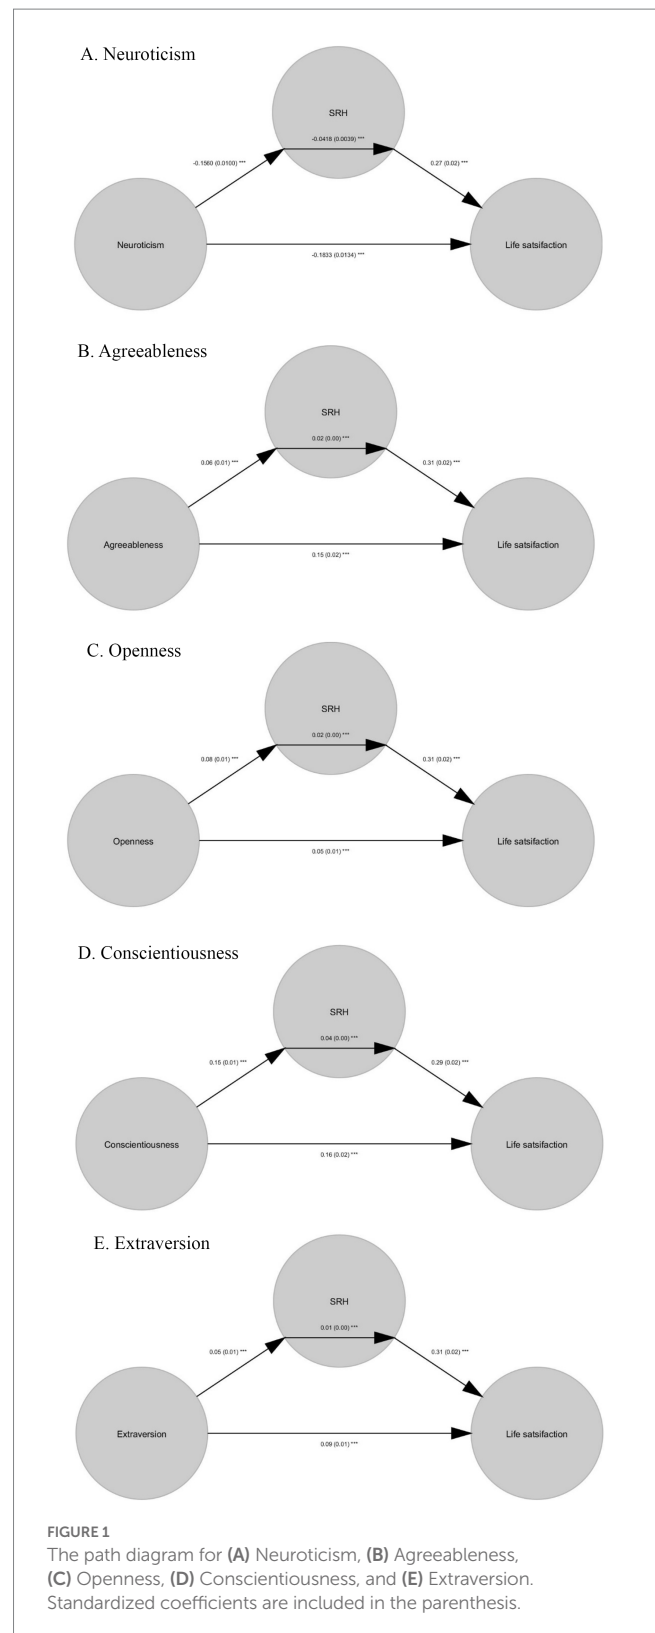 A. Neuroticism
SRH
-0.0418 (0.0039) ***
-0.1560 (0.0100) ***
0.27 (0.02) ***
Neuroticism
Life satsifaction
-0.1833 (0.0134) ***
B. Agreeableness
SRH
0.02 (0.00) ***
0.06 (0.01) ***
0.31 (0.02) ***
Agreeableness
Life satsifaction
0.15 (0.02) ***
C. Openness
SRH
0.02 (0.00) ***
0.08 (0.01) ***
0.31 (0.02) ***
Openness
Life satsifaction
0.05 (0.01) ***
D. Conscientiousness
SRH
0.04 (0.00) ***
0.15 (0.01) ***
0.29 (0.02) ***
Conscientiousness
Life satsifaction
0.16 (0.02) ***
E. Extraversion
SRH
0.01 (0.00) ***
0.05 (0.01) ***
0.31 (0.02) ***
Extraversion
Life satsifaction
0.09 (0.01) ***
FIGURE 1
The path diagram for (A) Neuroticism, (B) Agreeableness,
(C) Openness, (D) Conscientiousness, and (E) Extraversion.
Standardized coefficients are included in the parenthesis.